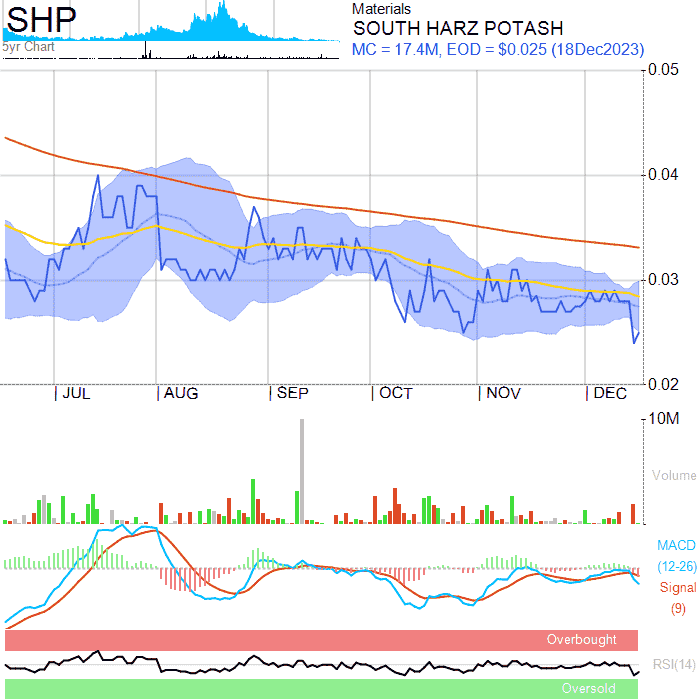 SHP
5yr Chart
Materials
SOUTH HARZ POTASH
MC = 17.4M, EOD = $0.025 (18Dec2023)
0.05
0.04
0.03
0.02
JUL AUG SEP OCT NOV DEC
10M
Volume
MACD
(12-26)
Signal
(9)
Overbought
RSI(14)
Oversold